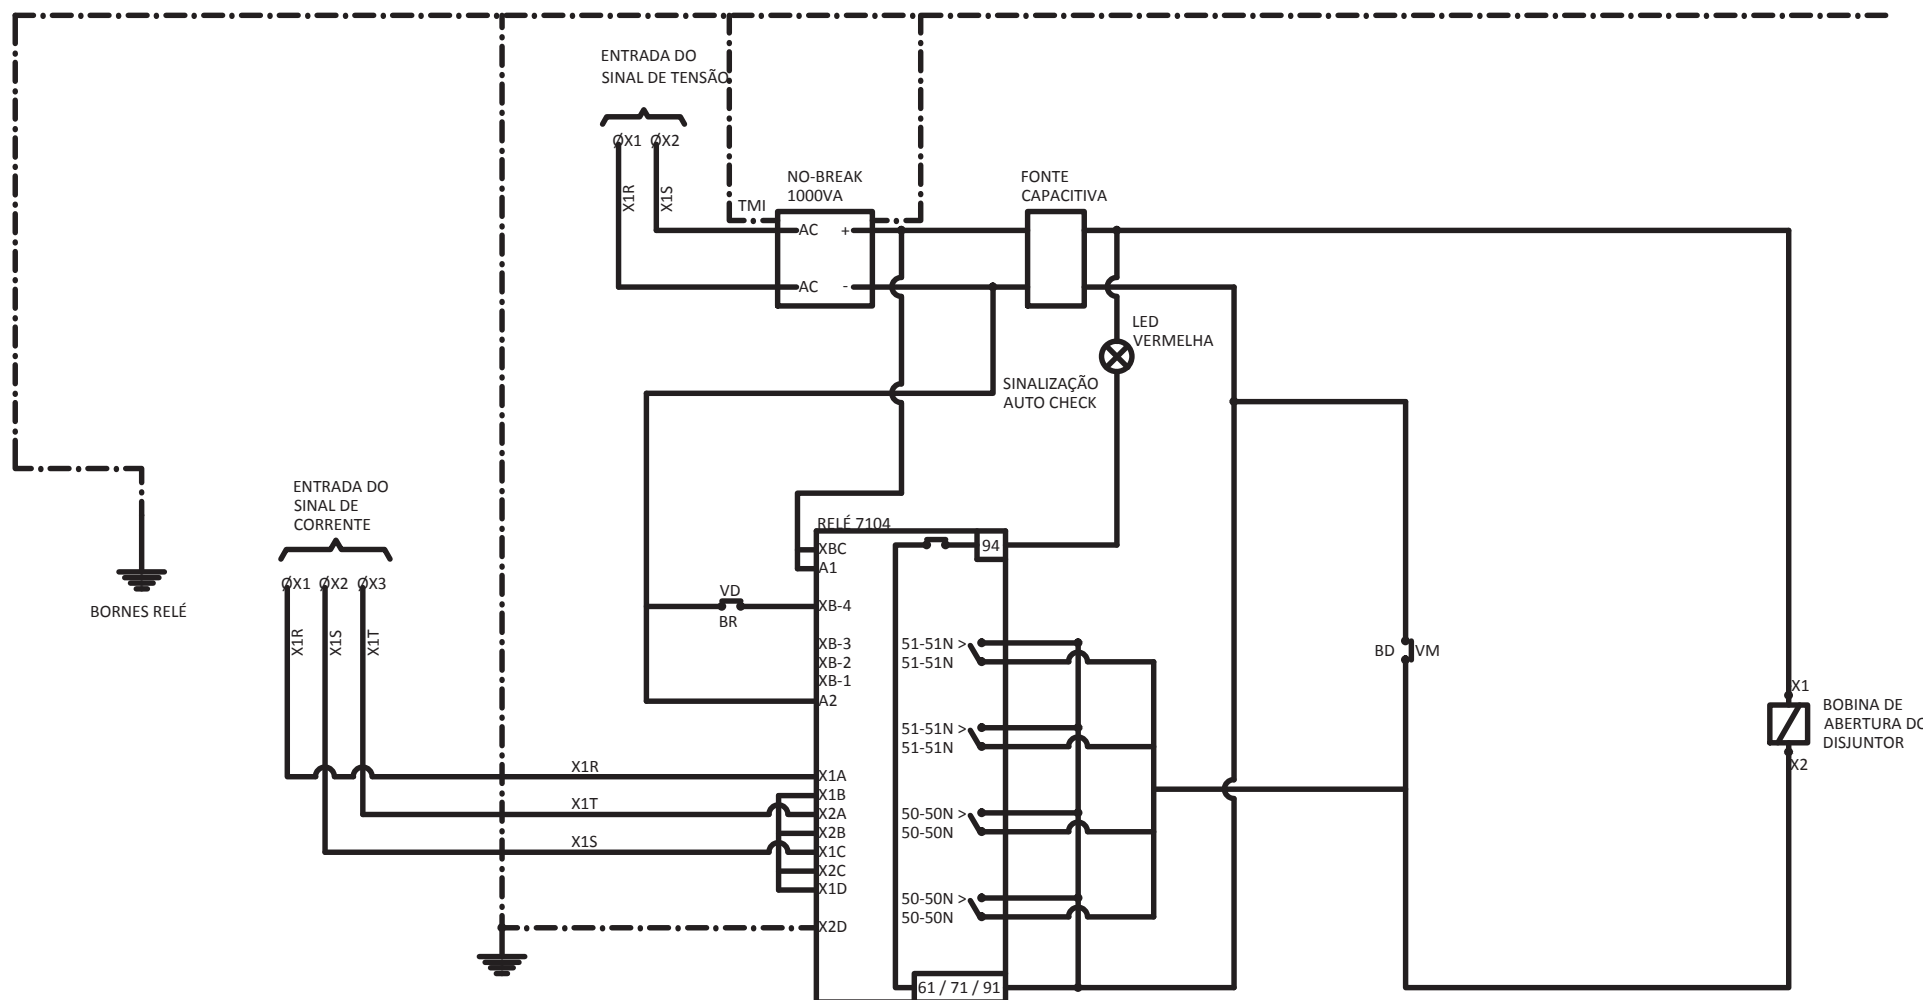 ENTRADA DO
SINAL DE TENSÃO
ØX1 ØX2
X1R
X1S
TMI
NO-BREAK
1000VA
AC +
AC -
FONTE
CAPACITIVA
LED
VERMELHA
SINALIZAÇÃO
AUTO CHECK
BORNES RELÉ
ENTRADA DO
SINAL DE
CORRENTE
ØX1 ØX2 ØX3
X1R
X1S
X1T
X1R
X1T
X1S
VD
BR
RELÉ 7104
94
XBC
A1
XB-4
XB-3
XB-2
XB-1
A2
X1A
X1B
X2A
X2B
X1C
X2C
X1D
X2D
51-51N >
51-51N
51-51N >
51-51N
50-50N >
50-50N
50-50N >
50-50N
61 / 71 / 91
BD VM
X1
BOBINA DE
ABERTURA DO
DISJUNTOR
X2